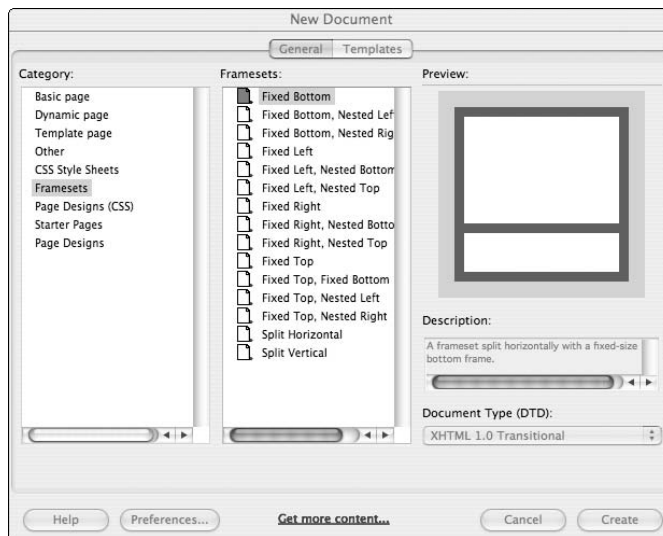 New Document
General Templates
Category:
Basic page
Dynamic page
Template page
Other
CSS Style Sheets
Framesets
Page Designs (CSS)
Starter Pages
Page Designs
Framesets:
Fixed Bottom
Fixed Bottom, Nested Lef
Fixed Bottom, Nested Rig
Fixed Left
Fixed Left, Nested Bottom
Fixed Left, Nested Top
Fixed Right
Fixed Right, Nested Botto
Fixed Right, Nested Top
Fixed Top
Fixed Top, Fixed Bottom
Fixed Top, Nested Left
Fixed Top, Nested Right
Split Horizontal
Split Vertical
Preview:
Description:
A frameset split horizontally with a fixed-size
bottom frame.
Document Type (DTD):
XHTML 1.0 Transitional
Help Preferences... Get more content... Cancel Create